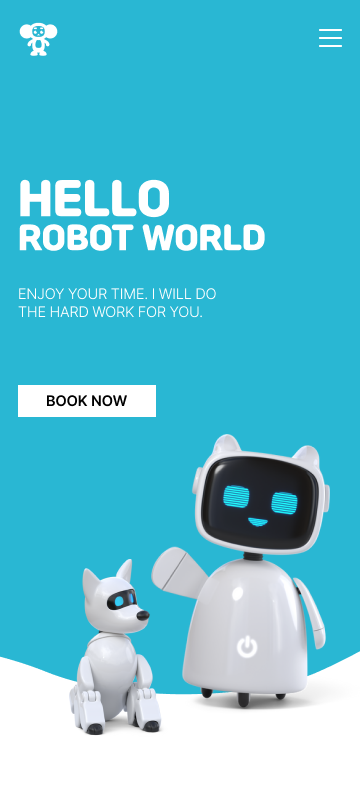 HELLO
ROBOT WORLD
ENJOY YOUR TIME. I WILL DO
THE HARD WORK FOR YOU.
BOOK NOW